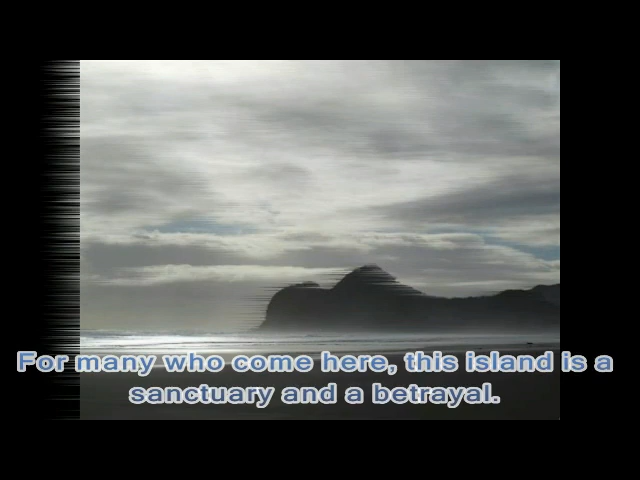 For many who come here, this island is a
sanctuary and a betrayal.